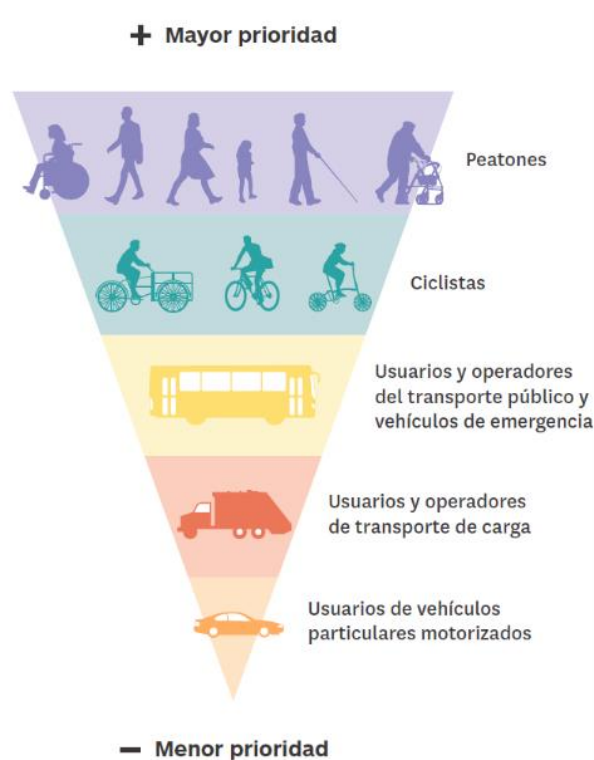 + Mayor prioridad
Peatones
Ciclistas
Usuarios y operadores
del transporte público y
vehículos de emergencia
Usuarios y operadores
de transporte de carga
Usuarios de vehículos
particulares motorizados
− Menor prioridad